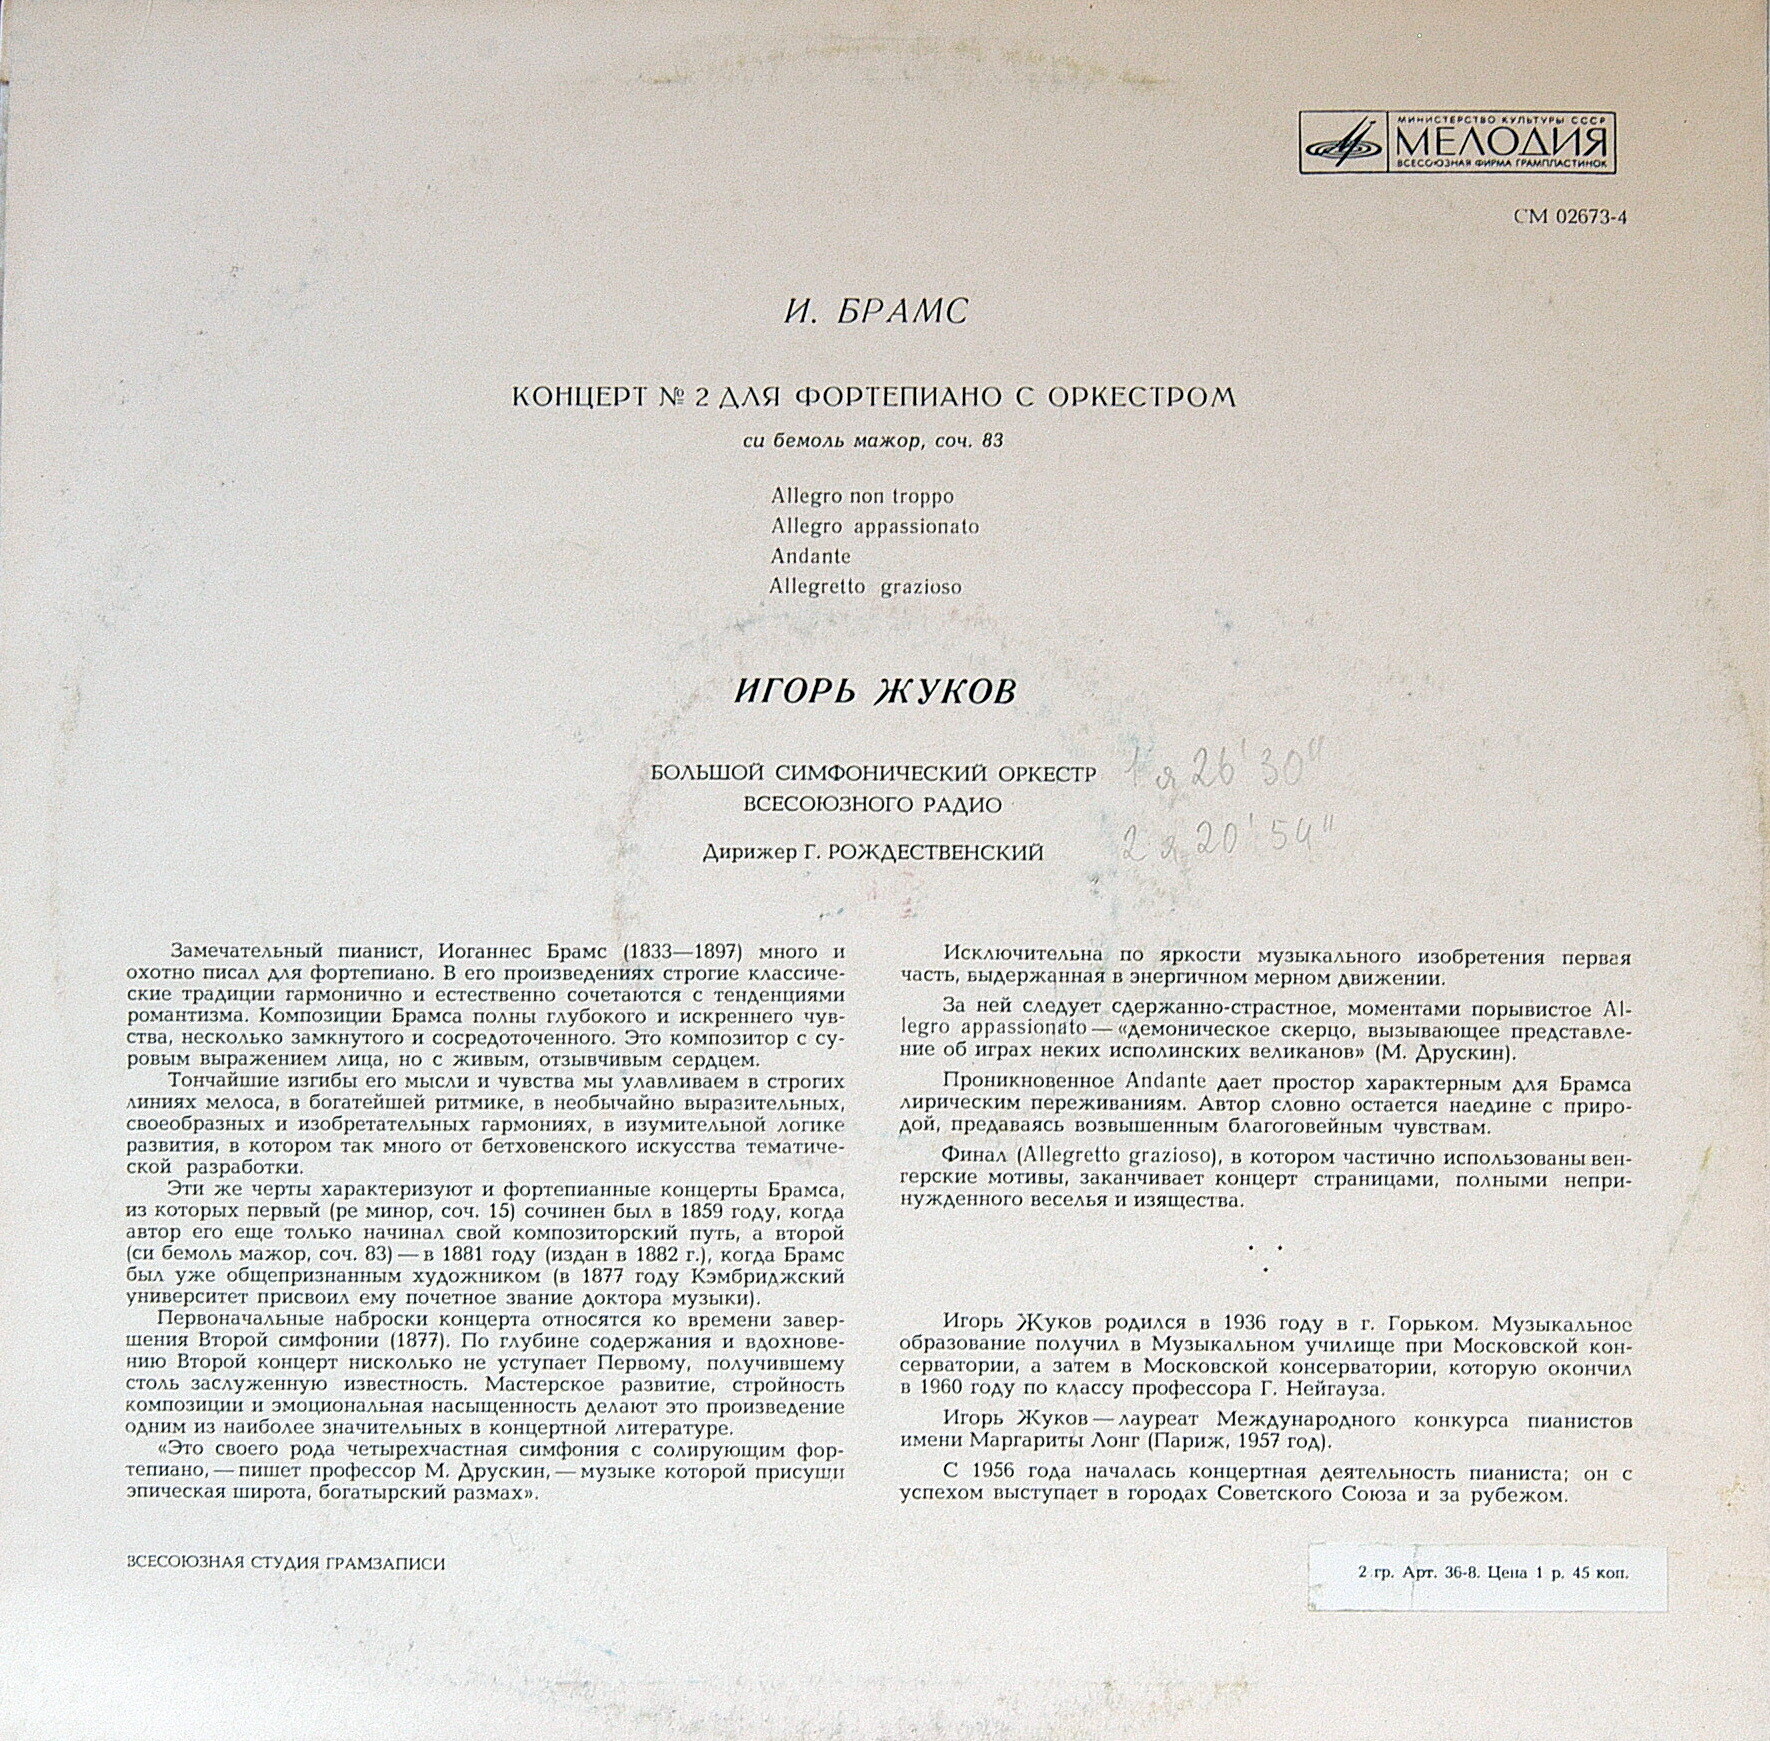 МИНИСТЕРСТВО КУЛЬТУРЫ СССР
МЕЛОДИЯ
ВСЕСОЮЗНАЯ ФИРМА ГРАМПЛАСТИНОК
СМ 02673-4
И. БРАМС
КОНЦЕРТ № 2 ДЛЯ ФОРТЕПИАНО С ОРКЕСТРОМ
си бемоль мажор, соч. 83
Allegro non troppo
Allegro appassionato
Andante
Allegretto grazioso
ИГОРЬ ЖУКОВ
БОЛЬШОЙ СИМФОНИЧЕСКИЙ ОРКЕСТР
ВСЕСОЮЗНОГО РАДИО
Дирижер Г. РОЖДЕСТВЕНСКИЙ
1 я 26' 30"
2 я 20' 54"
Замечательный пианист, Иоганнес Брамс (1833—1897) много и
охотно писал для фортепиано. В его произведениях строгие классиче-
ские традиции гармонично и естественно сочетаются с тенденциями
романтизма. Композиции Брамса полны глубокого и искреннего чув-
ства, несколько замкнутого и сосредоточенного. Это композитор с су-
ровым выражением лица, но с живым, отзывчивым сердцем.
Тончайшие изгибы его мысли и чувства мы улавливаем в строгих
линиях мелоса, в богатейшей ритмике, в необычайно выразительных,
своеобразных и изобретательных гармониях, в изумительной логике
развития, в котором так много от бетховенского искусства тематиче-
ской разработки.
Эти же черты характеризуют и фортепианные концерты Брамса,
из которых первый (ре минор, соч. 15) сочинен был в 1859 году, когда
автор его еще только начинал свой композиторский путь, а второй
(си бемоль мажор, соч. 83) — в 1881 году (издан в 1882 г.), когда Брамс
был уже общепризнанным художником (в 1877 году Кэмбриджский
университет присвоил ему почетное звание доктора музыки).
Первоначальные наброски концерта относятся ко времени завер-
шения Второй симфонии (1877). По глубине содержания и вдохнове-
нию Второй концерт нисколько не уступает Первому, получившему
столь заслуженную известность. Мастерское развитие, стройность
композиции и эмоциональная насыщенность делают это произведение
одним из наиболее значительных в концертной литературе.
«Это своего рода четырехчастная симфония с солирующим фор-
тепиано, — пишет профессор М. Друскин, — музыке которой присущи
эпическая широта, богатырский размах».
Исключительна по яркости музыкального изобретения первая
часть, выдержанная в энергичном мерном движении.
За ней следует сдержанно-страстное, моментами порывистое Al-
legro appassionato — «демоническое скерцо, вызывающее представле-
ние об играх неких исполинских великанов» (М. Друскин).
Проникновенное Andante дает простор характерным для Брамса
лирическим переживаниям. Автор словно остается наедине с приро-
дой, предаваясь возвышенным благоговейным чувствам.
Финал (Allegretto grazioso), в котором частично использованы вен-
герские мотивы, заканчивает концерт страницами, полными непри-
нужденного веселья и изящества.
Игорь Жуков родился в 1936 году в г. Горьком. Музыкальное
образование получил в Музыкальном училище при Московской кон-
серватории, а затем в Московской консерватории, которую окончил
в 1960 году по классу профессора Г. Нейгауза.
Игорь Жуков — лауреат Международного конкурса пианистов
имени Маргариты Лонг (Париж, 1957 год).
С 1956 года началась концертная деятельность пианиста; он с
успехом выступает в городах Советского Союза и за рубежом.
ВСЕСОЮЗНАЯ СТУДИЯ ГРАМЗАПИСИ
2 гр. Арт. 36-8. Цена 1 р. 45 коп.